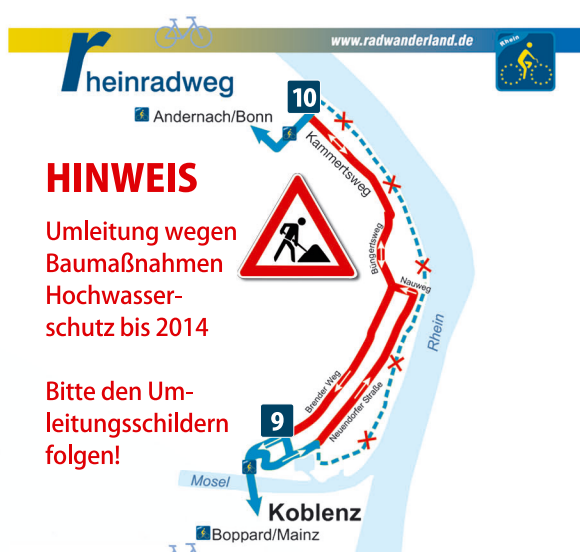 www.radwanderland.de
Rhein
rheinradweg
10
Andernach/Bonn
Kammertsweg
HINWEIS
Umleitung wegen
Baumaßnahmen
Hochwasser-
schutz bis 2014
Büngertsweg
Nauweg
Rhein
Bitte den Um-
leitungsschildern
folgen!
Brender Weg
Neuendorfer Straße
9
Mosel
Koblenz
Boppard/Mainz